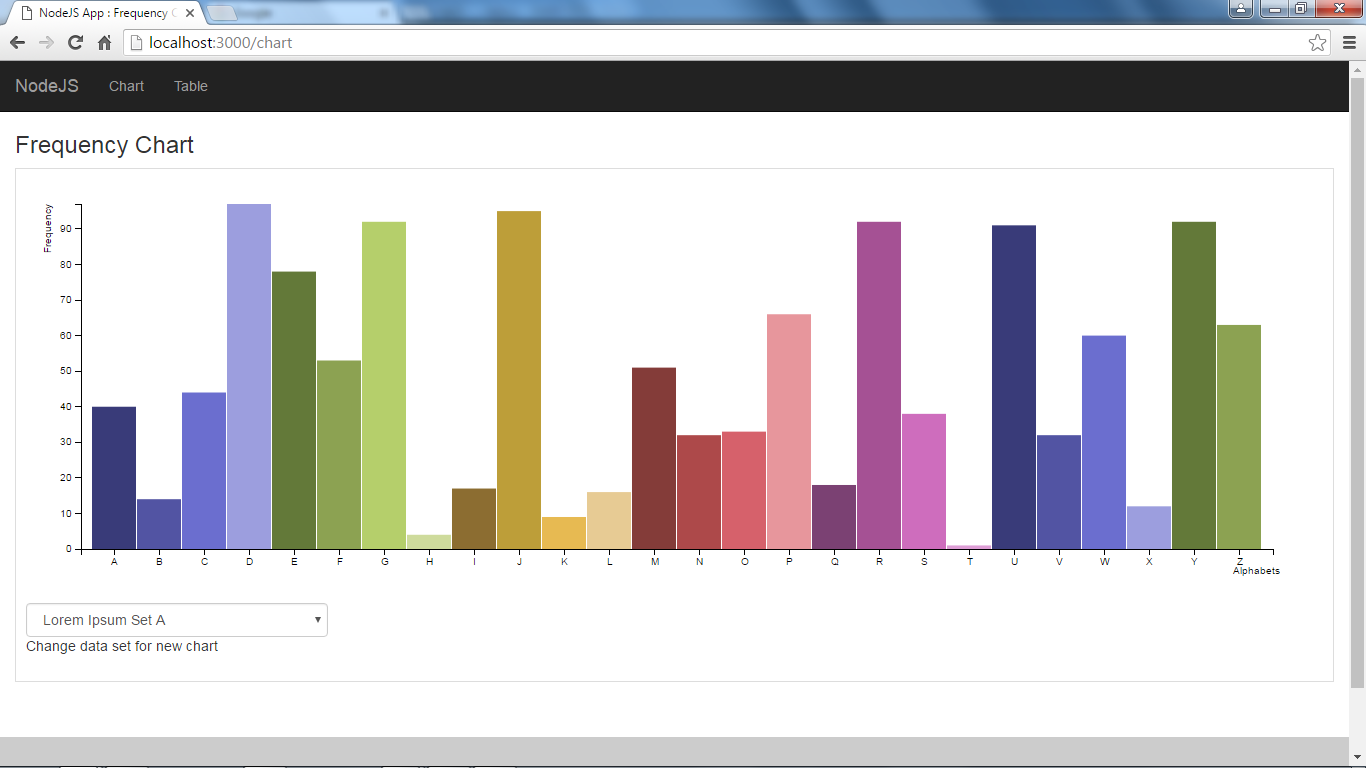 NodeJS App : Frequency C
Google
localhost:3000/chart
NodeJS Chart Table
Frequency Chart
Frequency
90
80
70
60
50
40
30
20
10
0
A B C D E F G H I J K L M N O P Q R S T U V W X Y Z
Alphabets
Lorem Ipsum Set A
Change data set for new chart